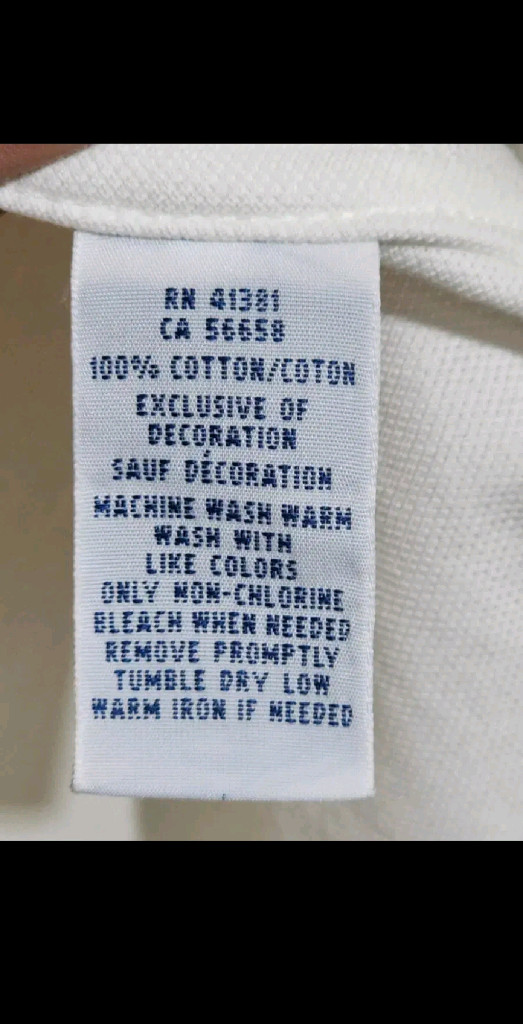 RN 41381
CA 56658
100% COTTON/COTON
EXCLUSIVE OF
DECORATION
SAUF DÉCORATION
MACHINE WASH WARM
WASH WITH
LIKE COLORS
ONLY NON-CHLORINE
BLEACH WHEN NEEDED
REMOVE PROMPTLY
TUMBLE DRY LOW
WARM IRON IF NEEDED